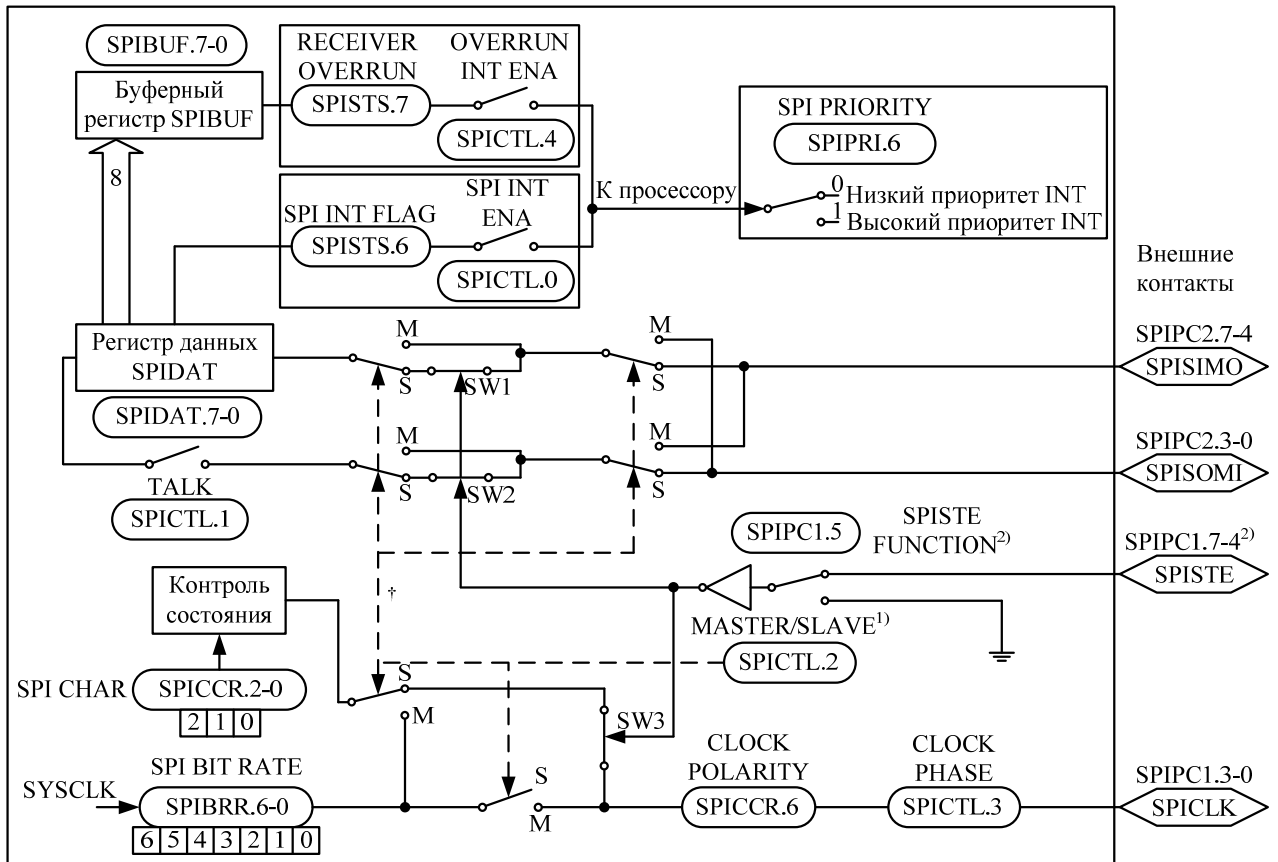 SPIBUF.7-0
Буферный
регистр SPIBUF
8
RECEIVER
OVERRUN
SPISTS.7
OVERRUN
INT ENA
SPICTL.4
SPI INT FLAG
SPISTS.6
SPI INT
ENA
SPICTL.0
К процессору
SPI PRIORITY
SPIPRI.6
0
Низкий приоритет INT
1
Высокий приоритет INT
Внешние
контакты
Регистр данных
SPIDAT
SPIDAT.7-0
TALK
SPICTL.1
M
S
SW1
M
S
SPIPC2.7-4
SPISIMO
M
S
SW2
M
S
SPIPC2.3-0
SPISOMI
SPIPC1.5
SPISTE
FUNCTION2)
SPIPC1.7-42)
SPISTE
Контроль
состояния
†
MASTER/SLAVE1)
SPICTL.2
SPI CHAR
SPICCR.2-0
2 1 0
S
M
SW3
SYSCLK
SPI BIT RATE
SPIBRR.6-0
6 5 4 3 2 1 0
S
M
CLOCK
POLARITY
SPICCR.6
CLOCK
PHASE
SPICTL.3
SPIPC1.3-0
SPICLK